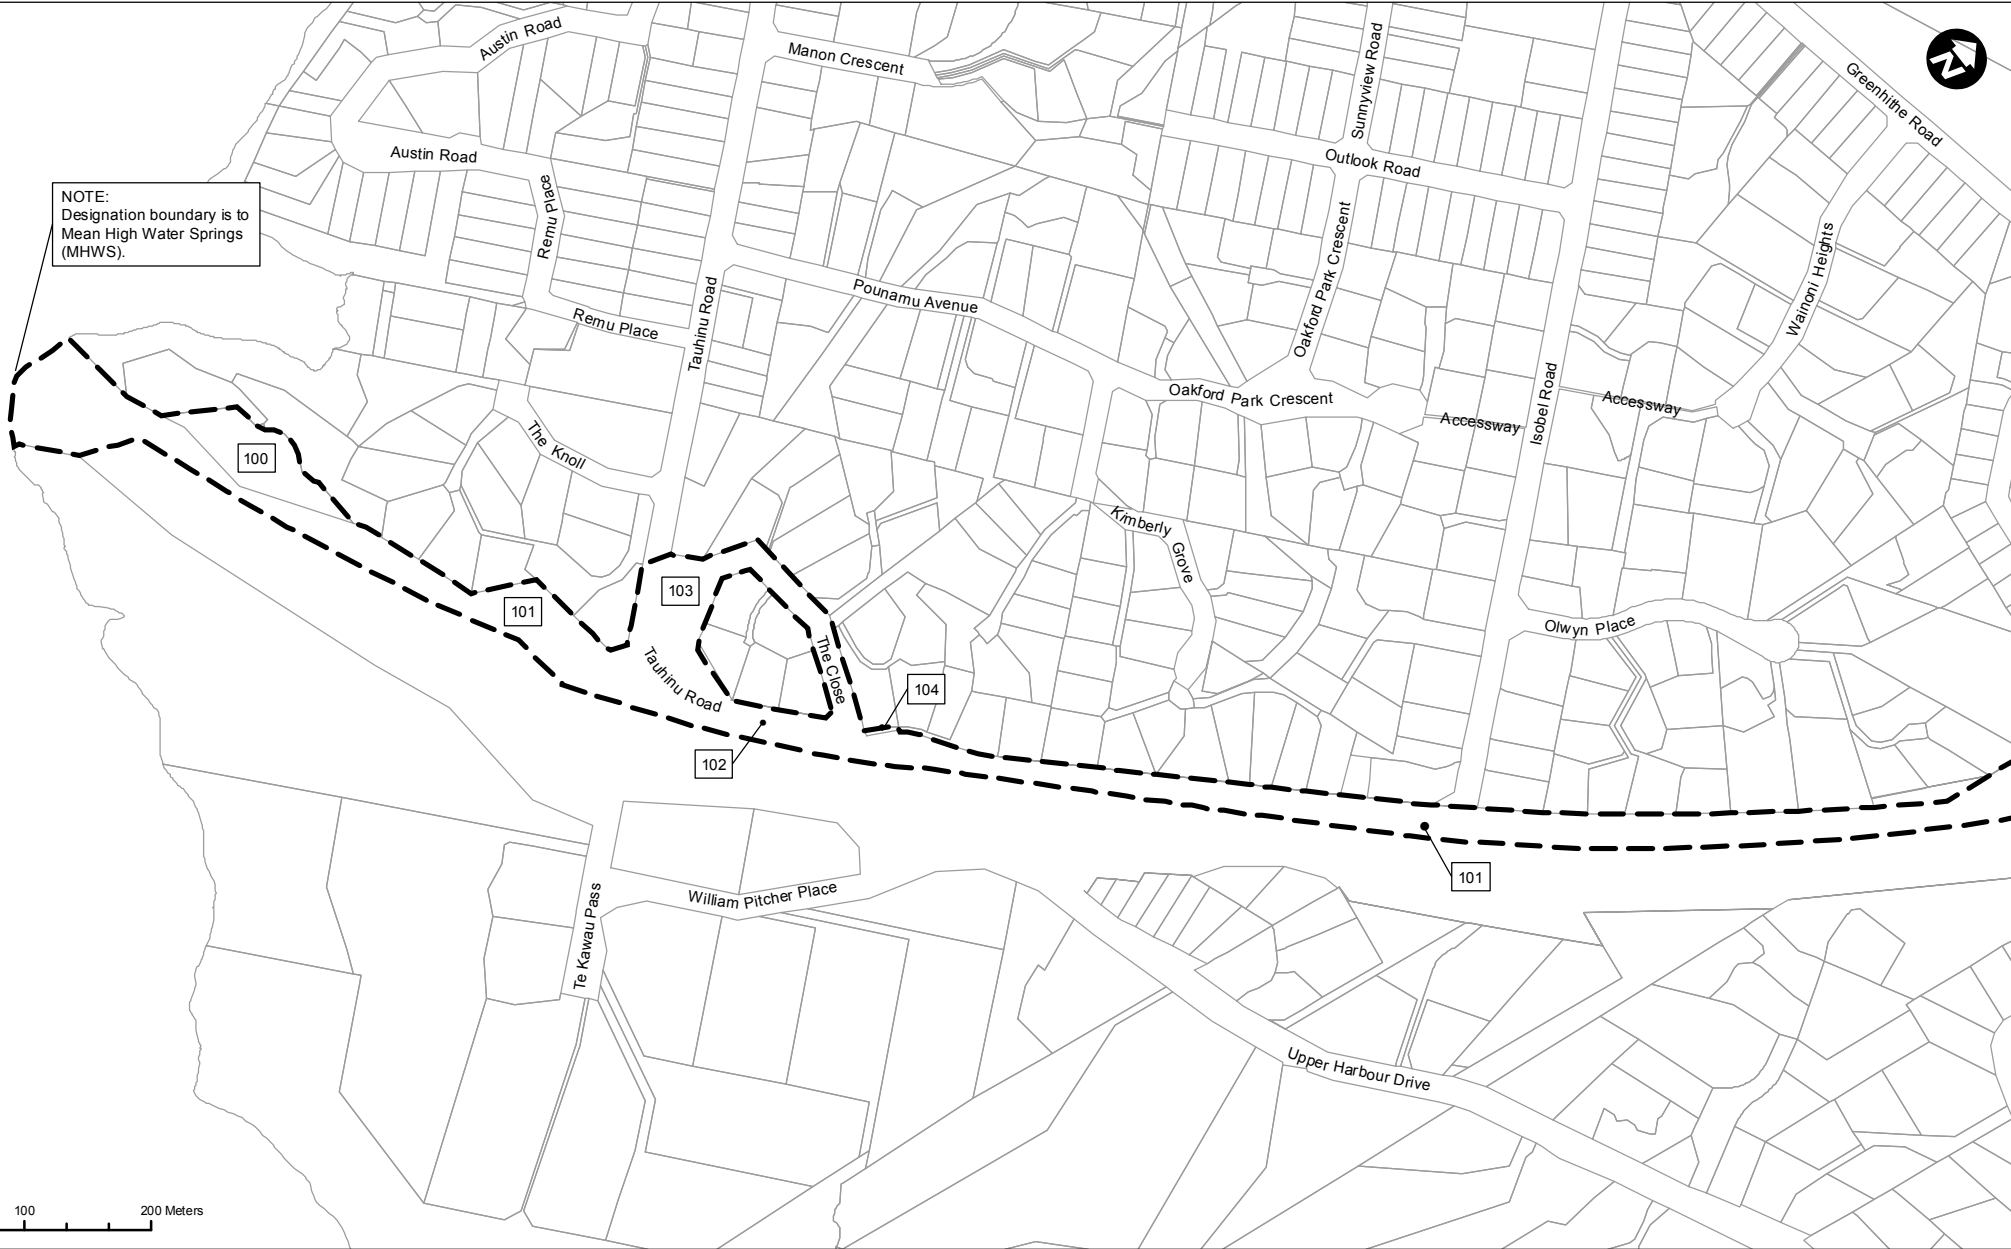 Austin Road
Manon Crescent
Sunnyview Road
Greenhithe Road
N
Austin Road
Outlook Road
NOTE:
Designation boundary is to
Mean High Water Springs
(MHWS).
Remu Place
Oakford Park Crescent
Wainoni Heights
Pounamu Avenue
Tauhinu Road
Remu Place
Oakford Park Crescent
Isobel Road
Accessway
Accessway
The Knoll
100
Kimberly
Grove
103
101
Olwyn Place
Tauhinu Road
The Close
104
102
101
William Pitcher Place
Te Kawau Pass
Upper Harbour Drive
100
200 Meters